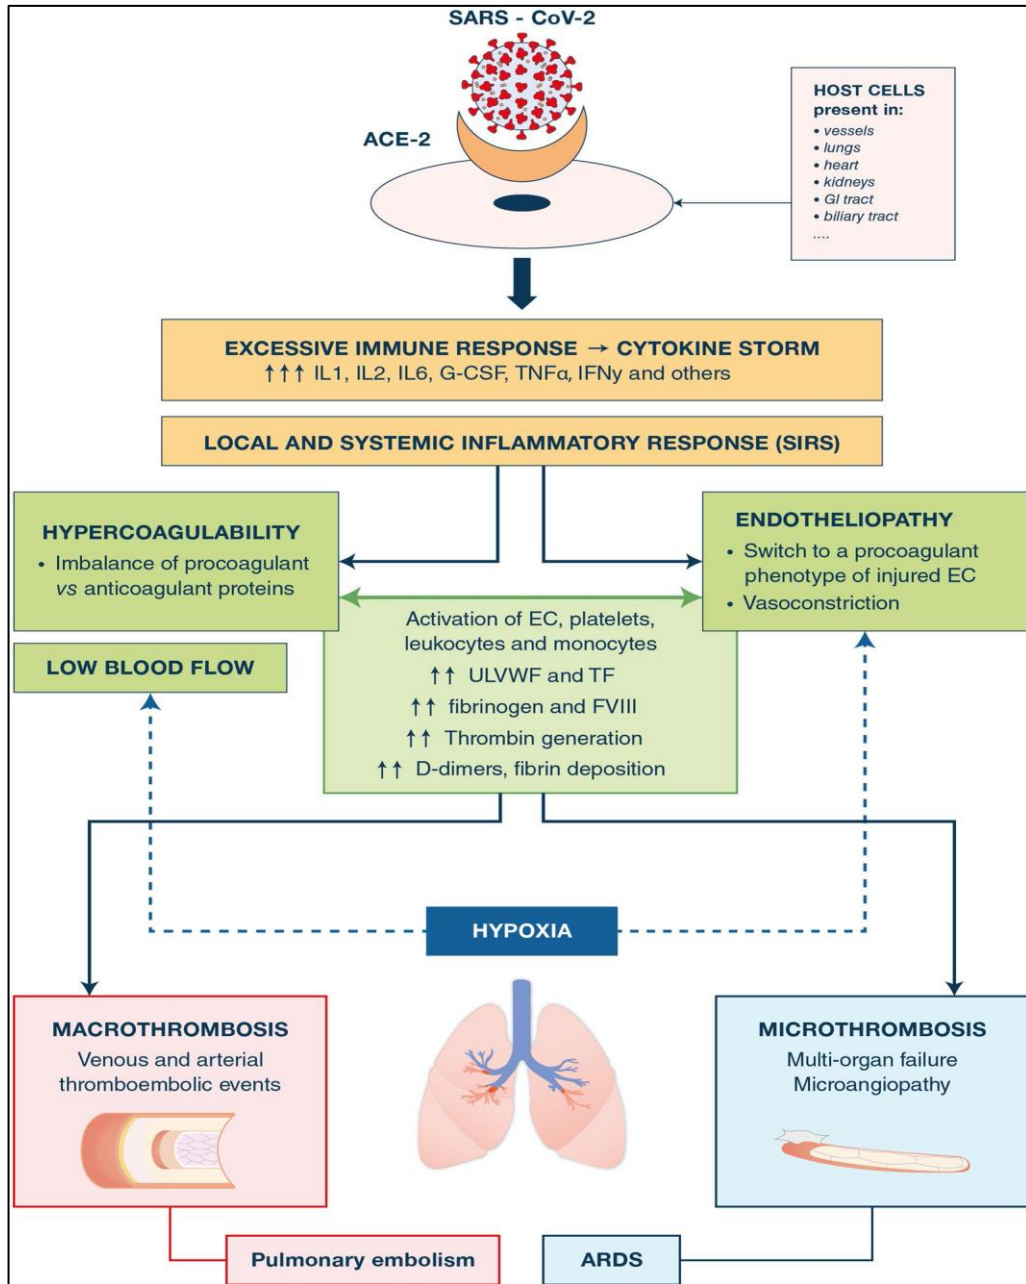 SARS - CoV-2
ACE-2
HOST CELLS
present in:
• vessels
• lungs
• heart
• kidneys
• GI tract
• biliary tract
....
EXCESSIVE IMMUNE RESPONSE → CYTOKINE STORM
↑↑↑ IL1, IL2, IL6, G-CSF, TNFα, IFNy and others
LOCAL AND SYSTEMIC INFLAMMATORY RESPONSE (SIRS)
HYPERCOAGULABILITY
• Imbalance of procoagulant
vs anticoagulant proteins
LOW BLOOD FLOW
ENDOTHELIOPATHY
• Switch to a procoagulant
phenotype of injured EC
• Vasoconstriction
Activation of EC, platelets,
leukocytes and monocytes
↑↑ ULVWF and TF
↑↑ fibrinogen and FVIII
↑↑ Thrombin generation
↑↑ D-dimers, fibrin deposition
HYPOXIA
MACROTHROMBOSIS
Venous and arterial
thromboembolic events
MICROTHROMBOSIS
Multi-organ failure
Microangiopathy
Pulmonary embolism
ARDS